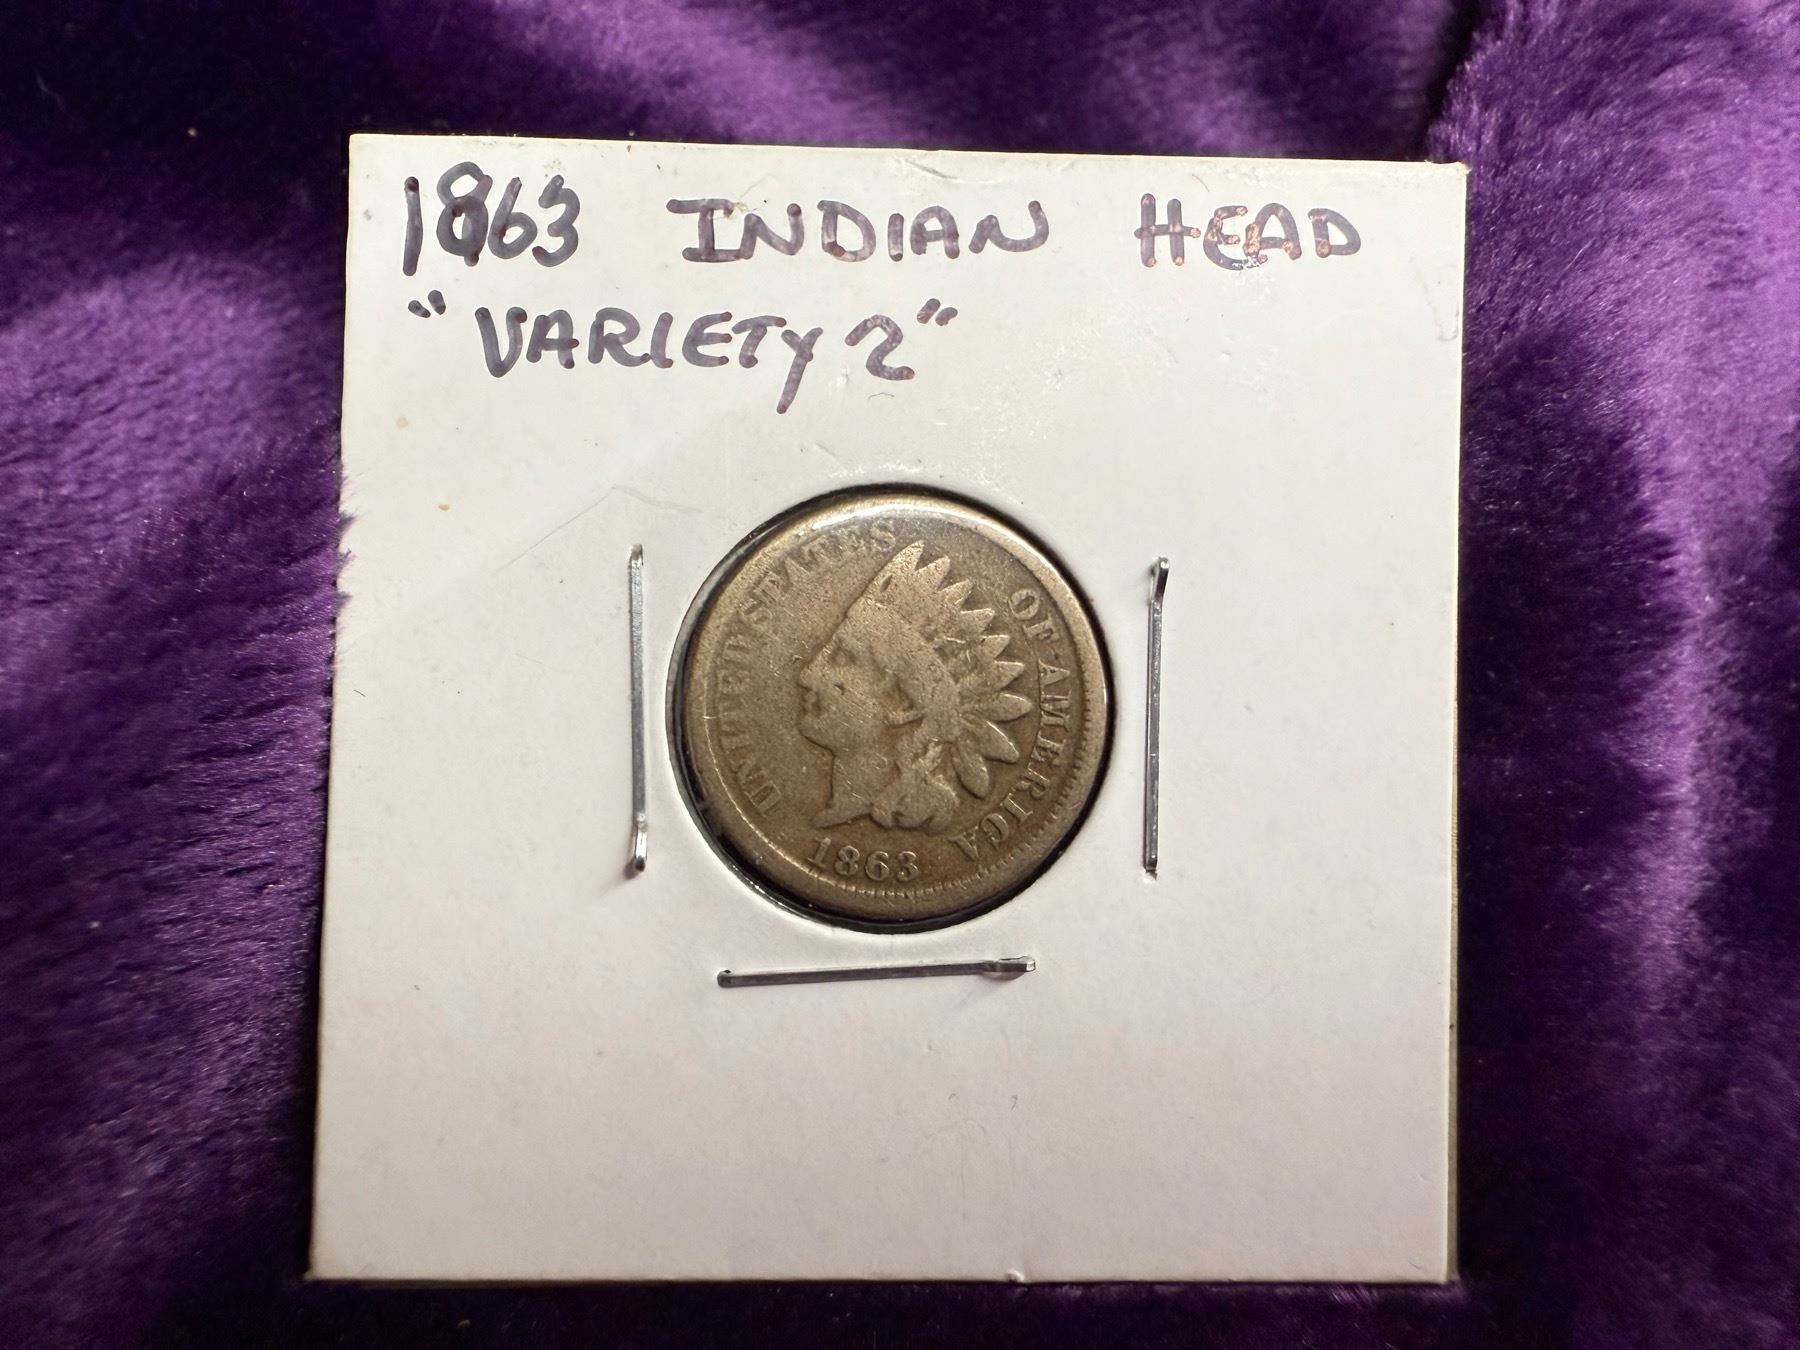 1863 INDIAN HEAD
"VARIETY 2"
UNITED STATES OF AMERICA
1863